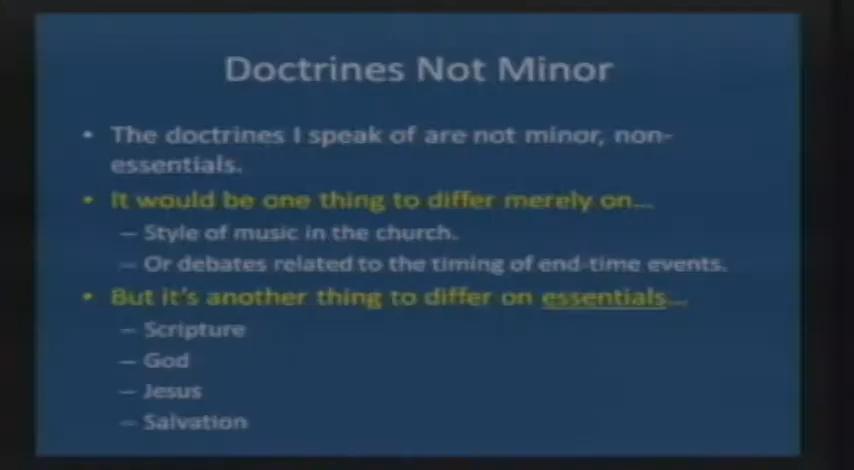 Doctrines Not Minor
• The doctrines I speak of are not minor, non-
essentials.
• It would be one thing to differ merely on...
– Style of music in the church.
– Or debates related to the timing of end-time events.
• But it's another thing to differ on essentials...
– Scripture
– God
– Jesus
– Salvation